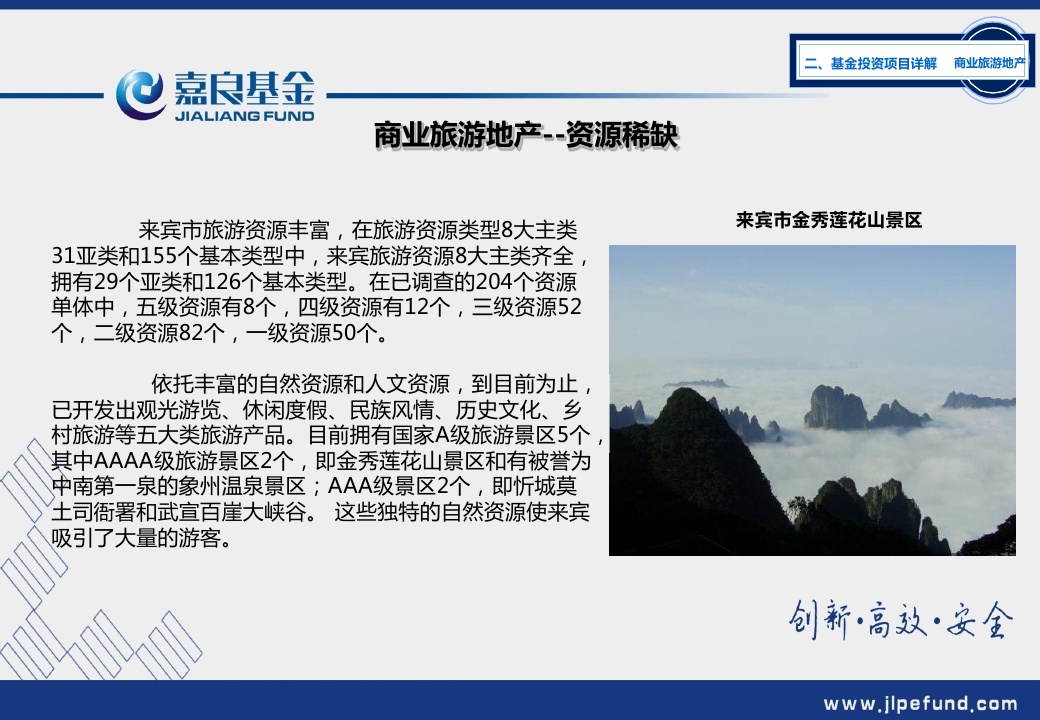 二、基金投资项目详解 商业旅游地产
嘉良基金
JIALIANG FUND
商业旅游地产--资源稀缺
来宾市旅游资源丰富，在旅游资源类型8大主类
31亚类和155个基本类型中，来宾旅游资源8大主类齐全，
拥有29个亚类和126个基本类型。在已调查的204个资源
单体中，五级资源有8个，四级资源有12个，三级资源52
个，二级资源82个，一级资源50个。
依托丰富的自然资源和人文资源，到目前为止，
已开发出观光游览、休闲度假、民族风情、历史文化、乡
村旅游等五大类旅游产品。目前拥有国家A级旅游景区5个，
其中AAAA级旅游景区2个，即金秀莲花山景区和有被誉为
中南第一泉的象州温泉景区；AAA级景区2个，即忻城莫
土司衙署和武宣百崖大峡谷。 这些独特的自然资源使来宾
吸引了大量的游客。
来宾市金秀莲花山景区
创新·高效·安全
www.jlpefund.com